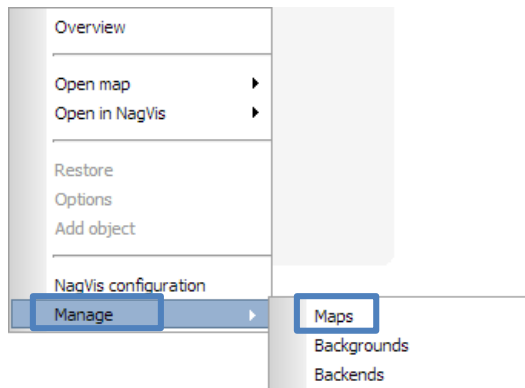 Overview
Open map
Open in NagVis
Restore
Options
Add object
NagVis configuration
Manage
Maps
Backgrounds
Backends